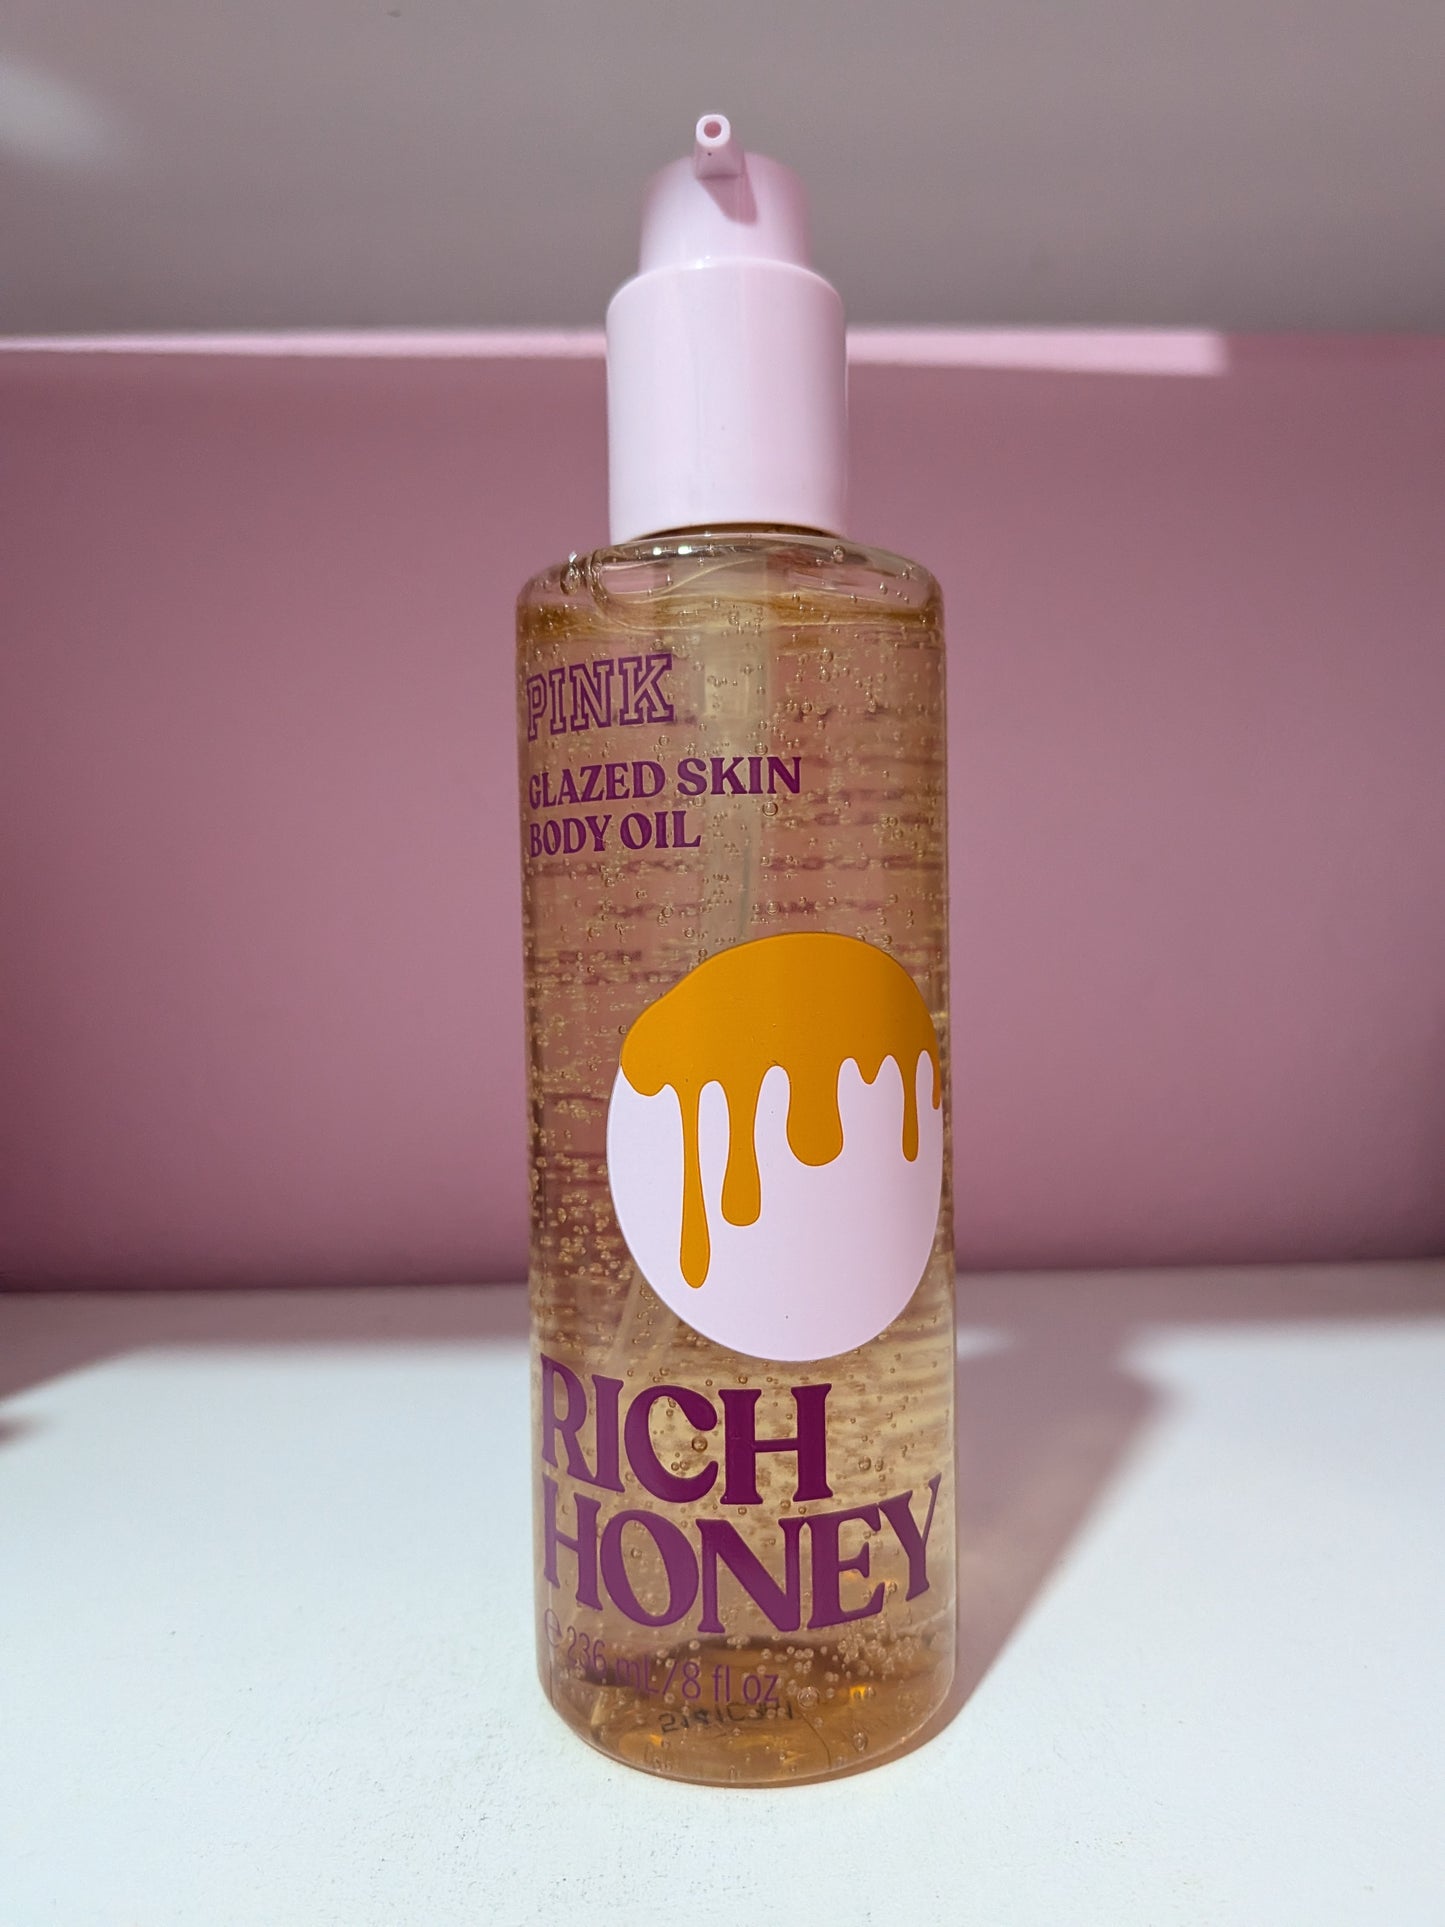 PINK
GLAZED SKIN
BODY OIL
RICH
HONEY
℮ 236 mL/8 fl oz